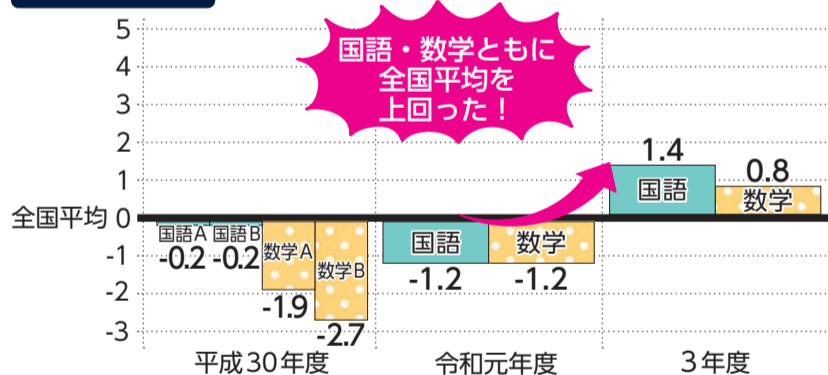 国語・数学ともに
全国平均を
上回った！
5
4
3
2
1
全国平均 0
-1
-2
-3
国語A
-0.2
国語B
-0.2
数学A
-1.9
数学B
-2.7
国語
-1.2
数学
-1.2
1.4
国語
0.8
数学
平成30年度
令和元年度
3年度